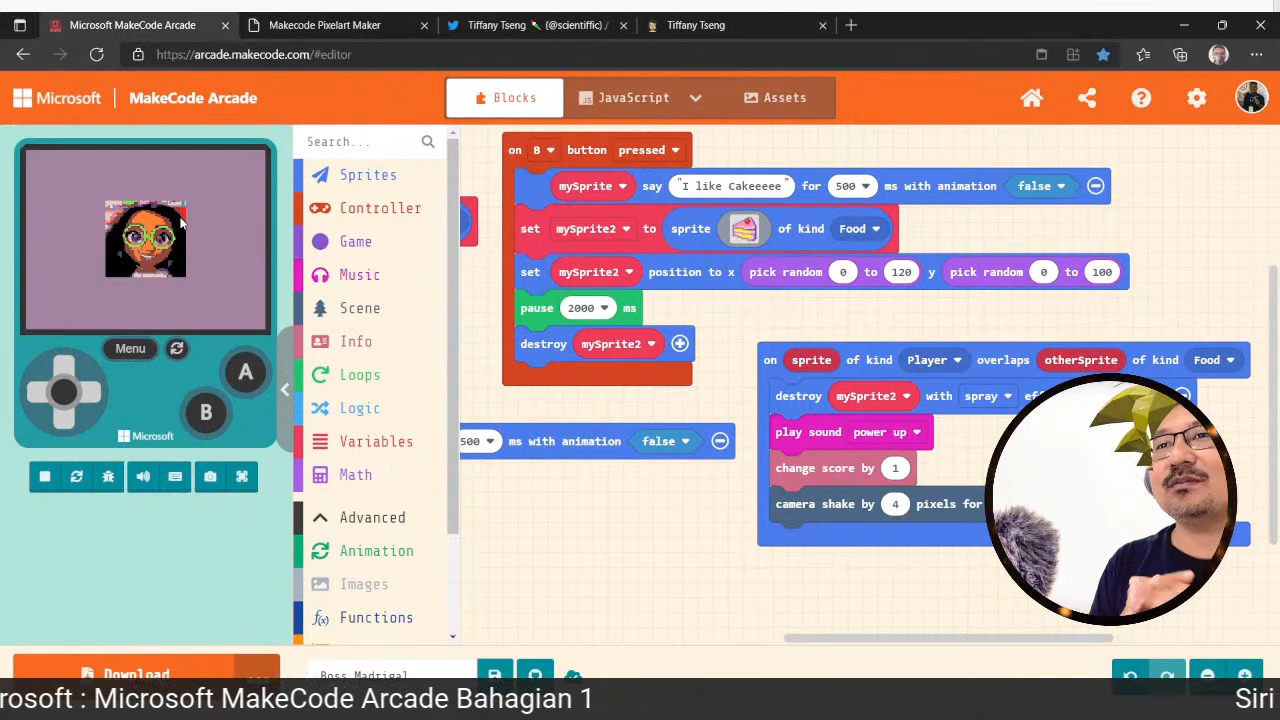 Microsoft MakeCode Arcade
Makecode Pixelart Maker
Tiffany Tseng (@scientiffic) /
Tiffany Tseng
https://arcade.makecode.com/#editor
Microsoft | MakeCode Arcade
Blocks
JavaScript
Assets
Search...
Sprites
Controller
Game
Music
Scene
Info
Loops
Logic
Variables
Math
Advanced
Animation
Images
Functions
Menu
A
B
Microsoft
Download
Boss Madrigal
on B button pressed
mySprite say "I like Cakeeeee" for 500 ms with animation false
set mySprite2 to sprite of kind Food
set mySprite2 position to x pick random 0 to 120 y pick random 0 to 100
pause 2000 ms
destroy mySprite2
500 ms with animation false
on sprite of kind Player overlaps otherSprite of kind Food
destroy mySprite2 with spray
play sound power up
change score by 1
camera shake by 4 pixels for
rosoft : Microsoft MakeCode Arcade Bahagian 1
Siri